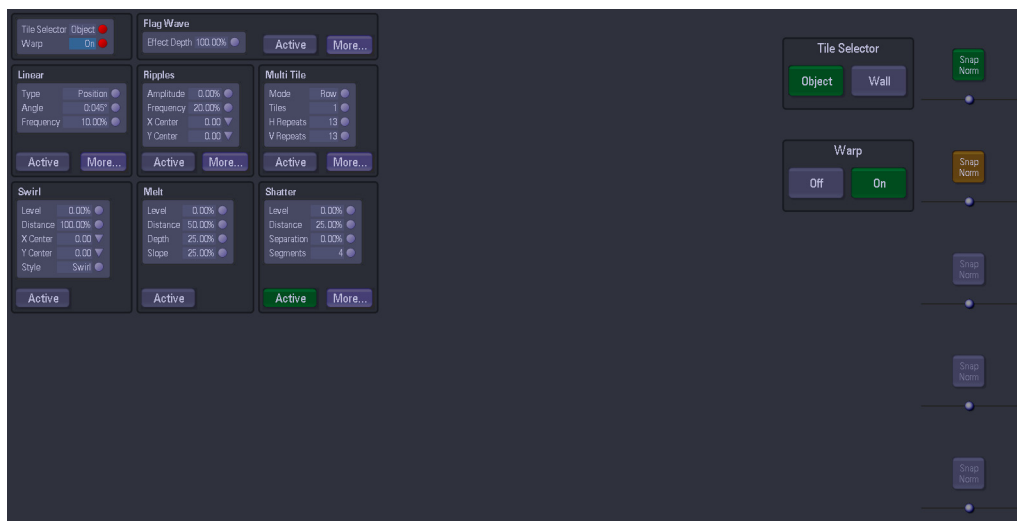 Tile Selector Object
Warp On
Flag Wave
Effect Depth 100.00%
Active More...
Linear
Type Position
Angle 0:045°
Frequency 10.00%
Active More...
Ripples
Amplitude 0.00%
Frequency 20.00%
X Center 0.00
Y Center 0.00
Active More...
Multi Tile
Mode Row
Tiles 1
H Repeats 13
V Repeats 13
Active More...
Swirl
Level 0.00%
Distance 100.00%
X Center 0.00
Y Center 0.00
Style Swirl
Active
Melt
Level 0.00%
Distance 50.00%
Depth 25.00%
Slope 25.00%
Active
Shatter
Level 0.00%
Distance 25.00%
Separation 0.00%
Segments 4
Active More...
Tile Selector
Object Wall
Snap
Norm
Warp
Off On
Snap
Norm
Snap
Norm
Snap
Norm
Snap
Norm